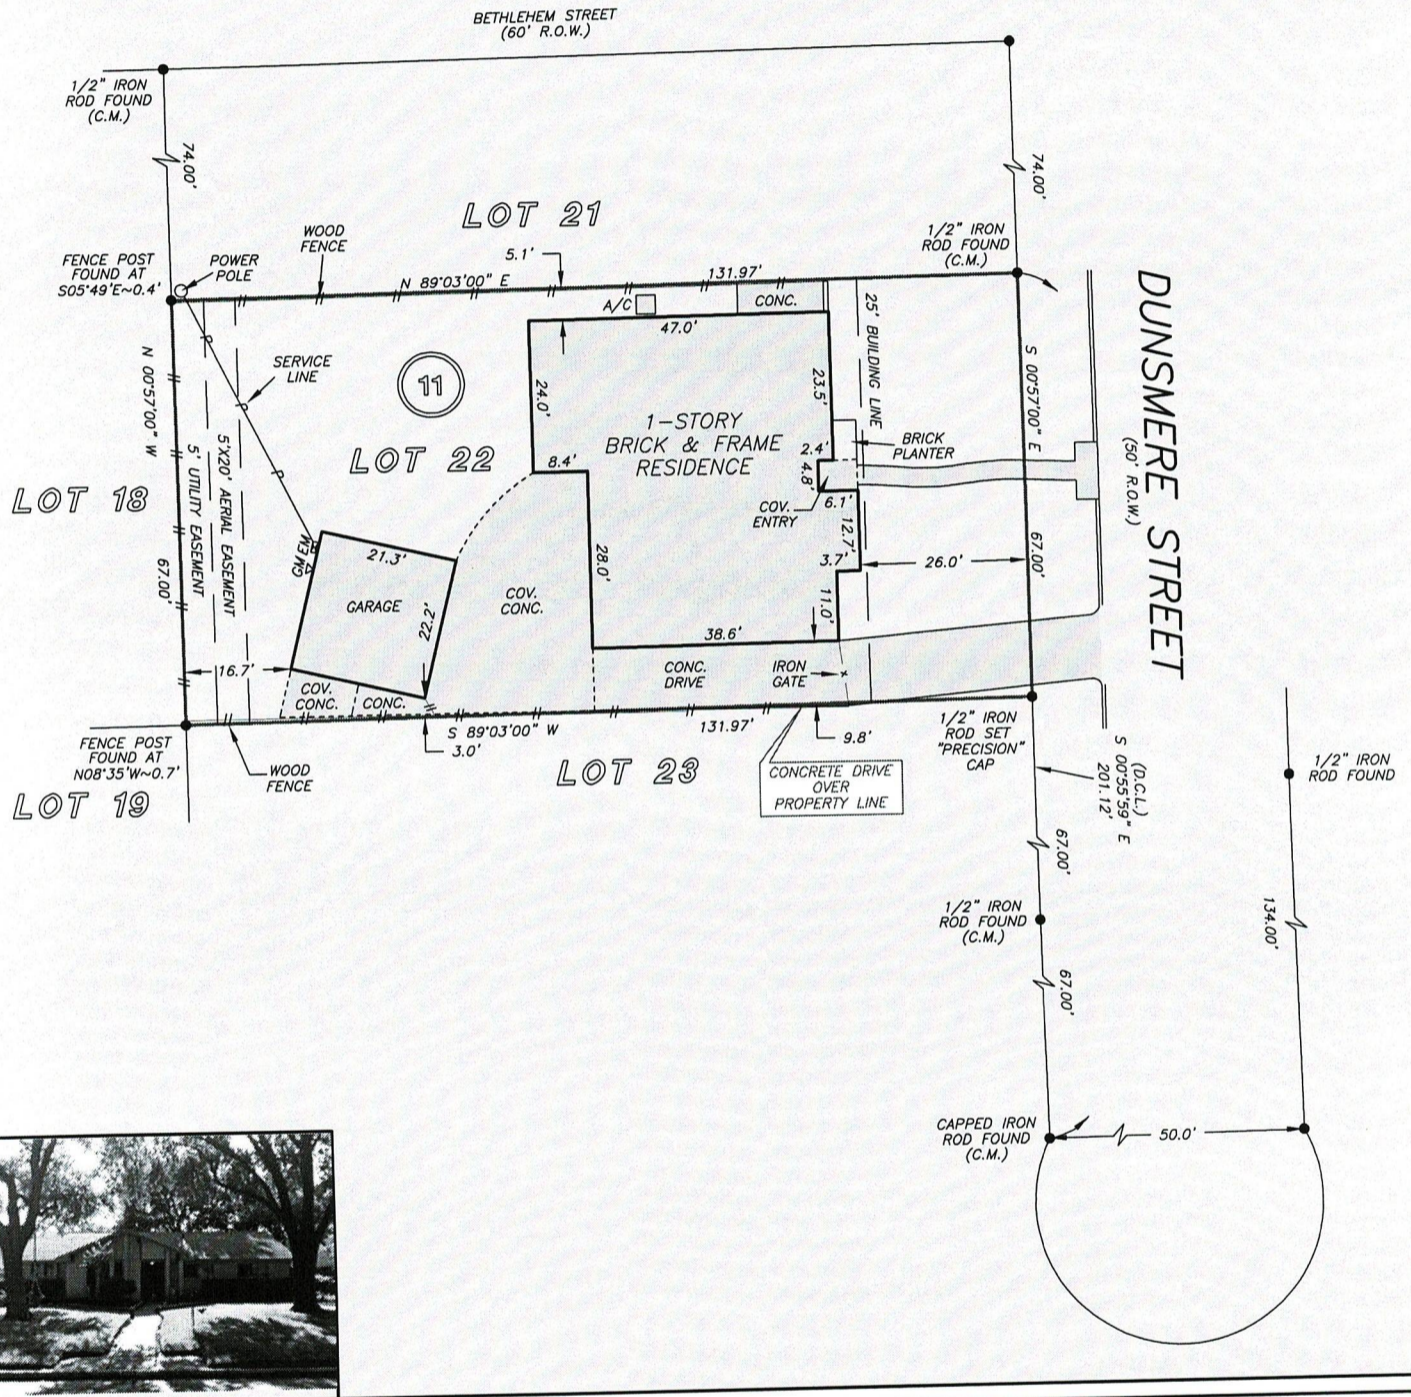 BETHLEHEM STREET
(60' R.O.W.)
1/2" IRON
ROD FOUND
(C.M.)
74.00'
74.00'
LOT 21
WOOD
FENCE
5.1'
1/2" IRON
ROD FOUND
(C.M.)
FENCE POST
FOUND AT
S05°49'E~0.4'
POWER
POLE
N 89°03'00" E
131.97'
A/C
CONC.
47.0'
25' BUILDING LINE
DUNSMERE STREET
(50' R.O.W.)
N 00°57'00" W
67.00'
SERVICE
LINE
11
24.0'
23.5'
S 00°57'00" E
67.00'
1-STORY
BRICK & FRAME
RESIDENCE
2.4'
BRICK
PLANTER
4.8'
LOT 22
8.4'
6.1'
COV.
ENTRY
12.7'
LOT 18
5' UTILITY EASEMENT
5'X20' AERIAL EASEMENT
GM EM
21.3'
GARAGE
22.2'
COV.
CONC.
28.0'
3.7'
26.0'
11.0'
38.6'
16.7'
COV.
CONC.
CONC.
CONC.
DRIVE
IRON
GATE
S 89°03'00" W
131.97'
3.0'
9.8'
1/2" IRON
ROD SET
"PRECISION"
CAP
FENCE POST
FOUND AT
N08°35'W~0.7'
WOOD
FENCE
LOT 23
CONCRETE DRIVE
OVER
PROPERTY LINE
LOT 19
(D.C.L.)
S 00°55'59" E
201.12'
1/2" IRON
ROD FOUND
67.00'
1/2" IRON
ROD FOUND
(C.M.)
134.00'
67.00'
CAPPED IRON
ROD FOUND
(C.M.)
50.0'